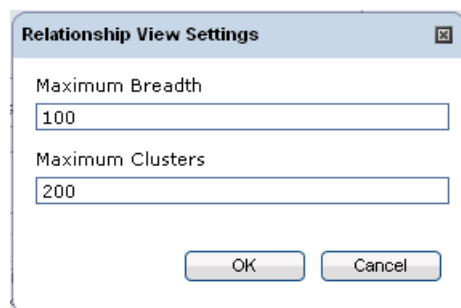 Relationship View Settings
Maximum Breadth
100
Maximum Clusters
200
OK Cancel